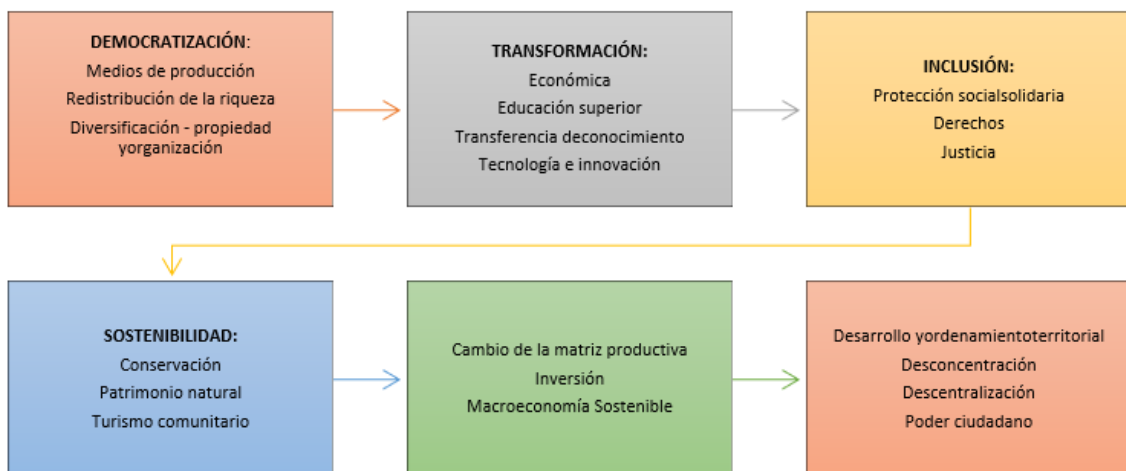 DEMOCRATIZACIÓN:
Medios de producción
Redistribución de la riqueza
Diversificación - propiedad
yorganización
TRANSFORMACIÓN:
Económica
Educación superior
Transferencia deconocimiento
Tecnología e innovación
INCLUSIÓN:
Protección socialsolidaria
Derechos
Justicia
SOSTENIBILIDAD:
Conservación
Patrimonio natural
Turismo comunitario
Cambio de la matriz productiva
Inversión
Macroeconomía Sostenible
Desarrollo yordenamientoterritorial
Desconcentración
Descentralización
Poder ciudadano